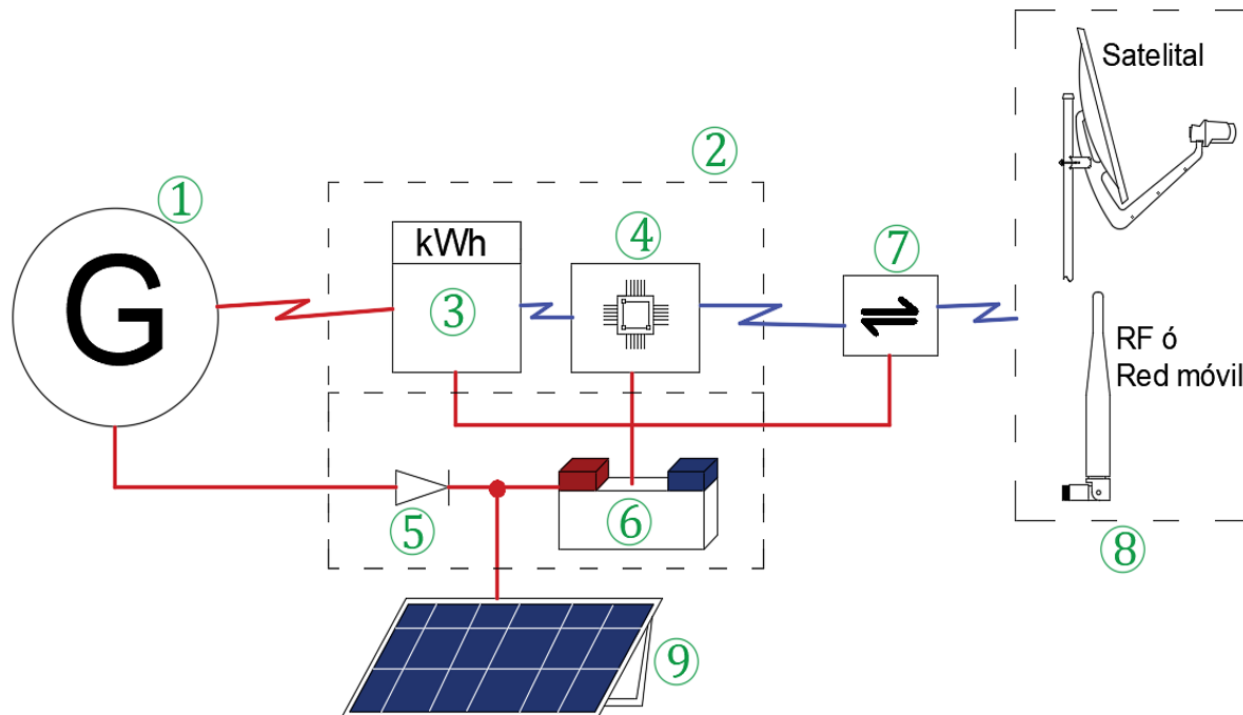 Satelital
②
①
④
kWh
⑦
G
③
RF ó
Red móvil
⑤
⑥
⑧
⑨